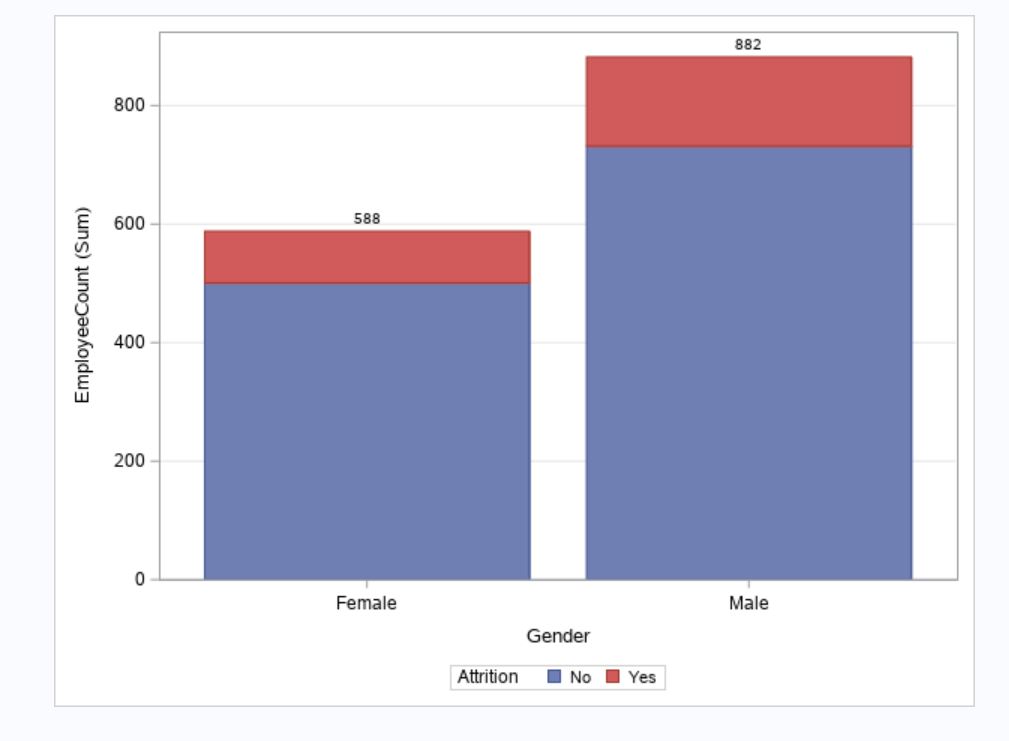 882
800
EmployeeCount (Sum)
600
588
400
200
0
Female
Male
Gender
Attrition No Yes